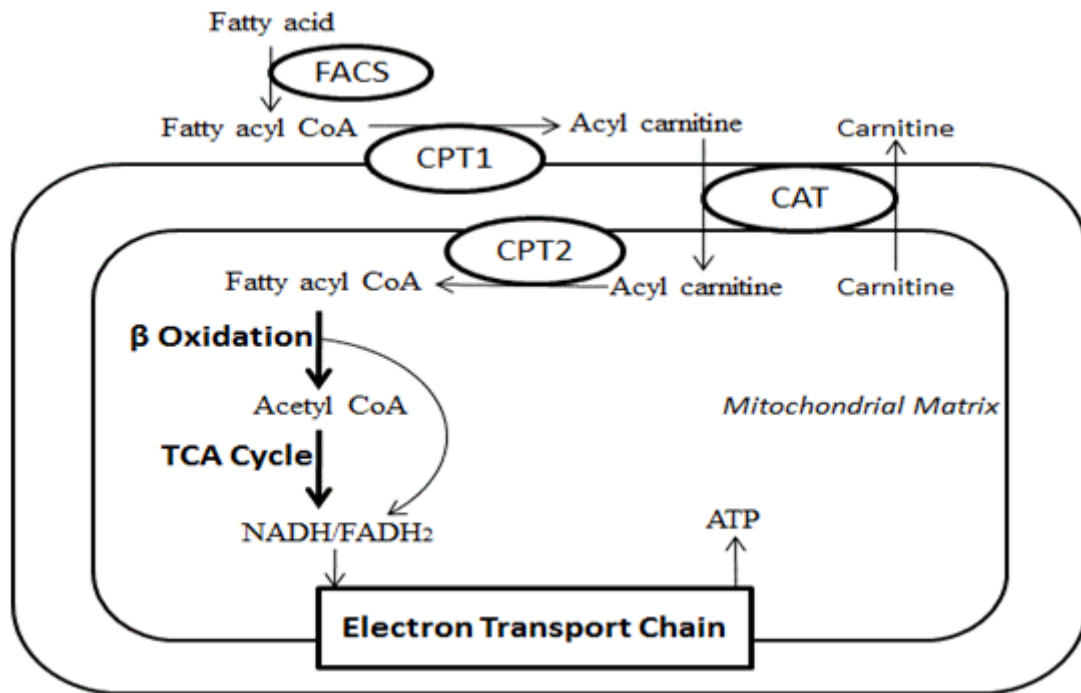 Fatty acid
FACS
Fatty acyl CoA
Acyl carnitine
Carnitine
CPT1
CAT
CPT2
Fatty acyl CoA
Acyl carnitine
Carnitine
β Oxidation
Acetyl CoA
Mitochondrial Matrix
TCA Cycle
NADH/FADH₂
ATP
Electron Transport Chain